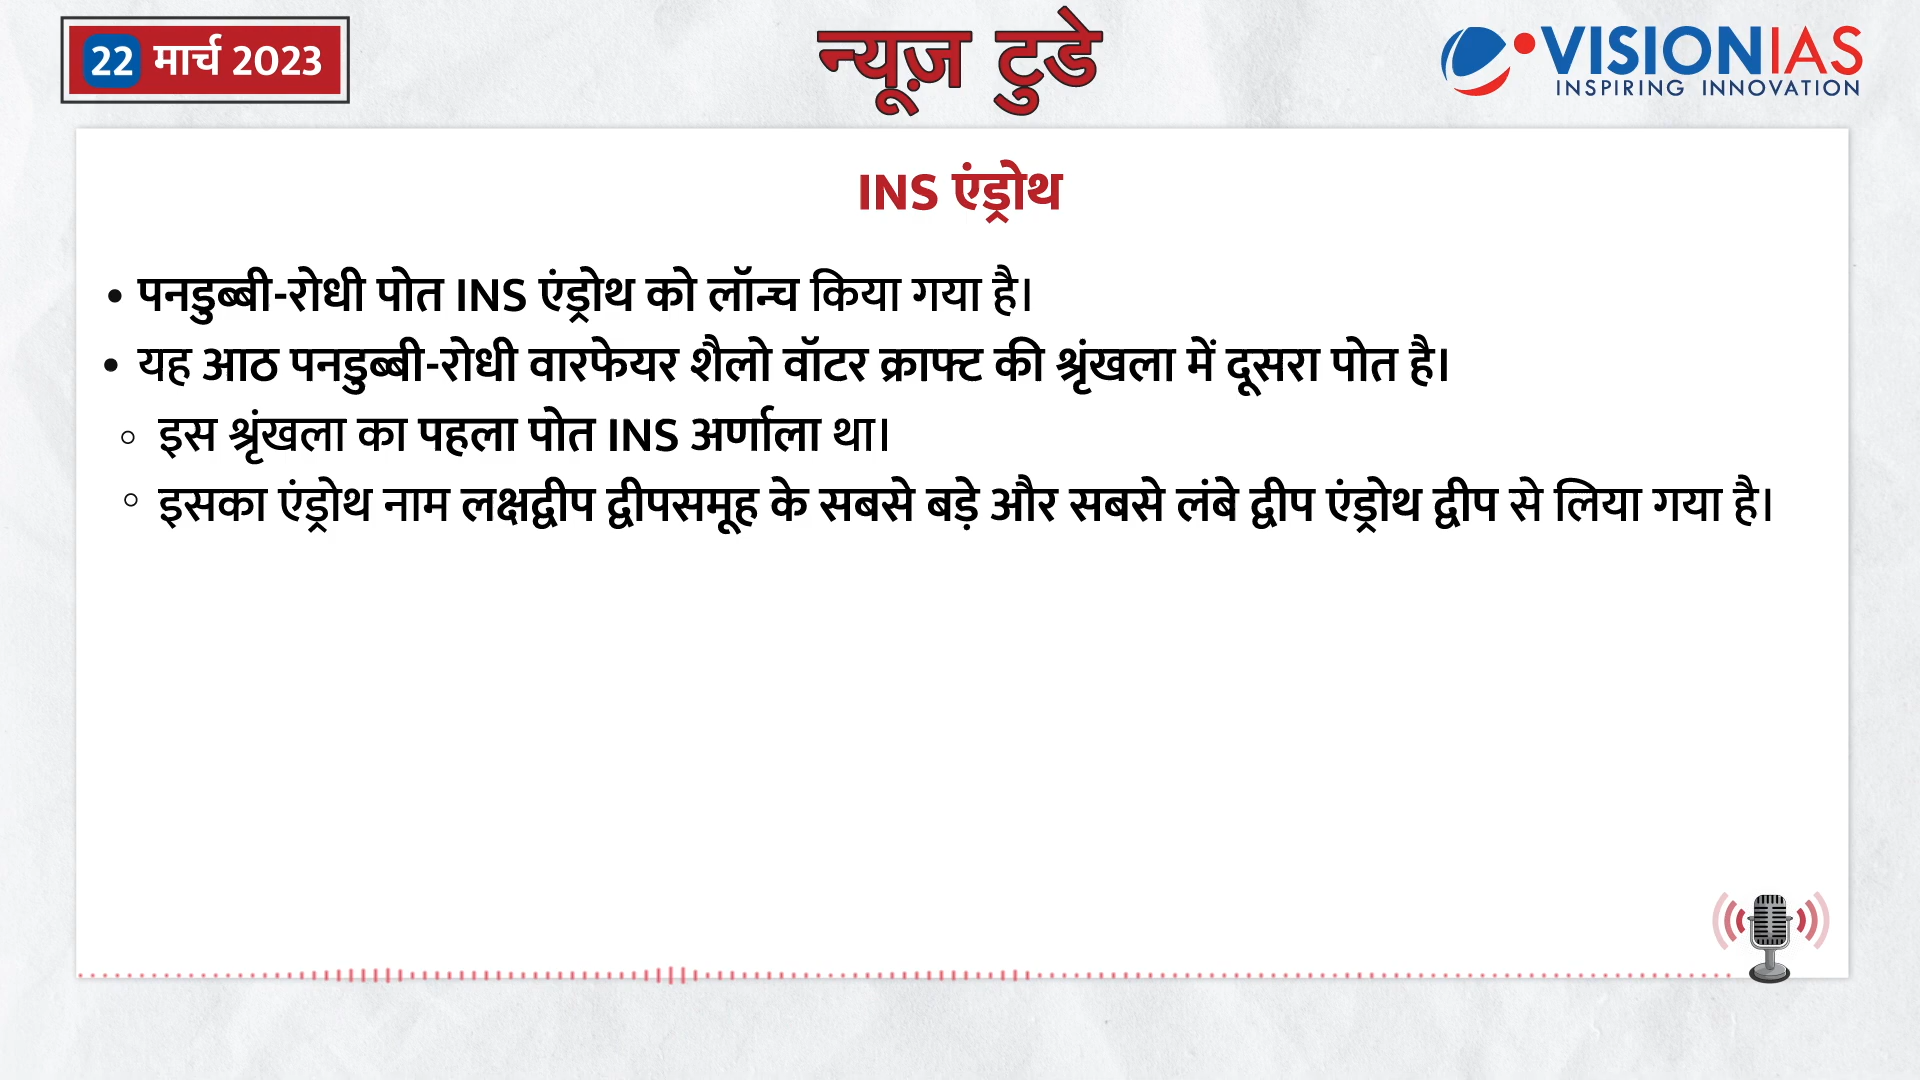 22 मार्च 2023
न्यूज़ टुडे
VISIONIAS
INSPIRING INNOVATION
INS एंड्रोथ
• पनडुब्बी-रोधी पोत INS एंड्रोथ को लॉन्च किया गया है।
• यह आठ पनडुब्बी-रोधी वारफेयर शैलो वॉटर क्राफ्ट की श्रृंखला में दूसरा पोत है।
○ इस श्रृंखला का पहला पोत INS अर्णाला था।
○ इसका एंड्रोथ नाम लक्षद्वीप द्वीपसमूह के सबसे बड़े और सबसे लंबे द्वीप एंड्रोथ द्वीप से लिया गया है।